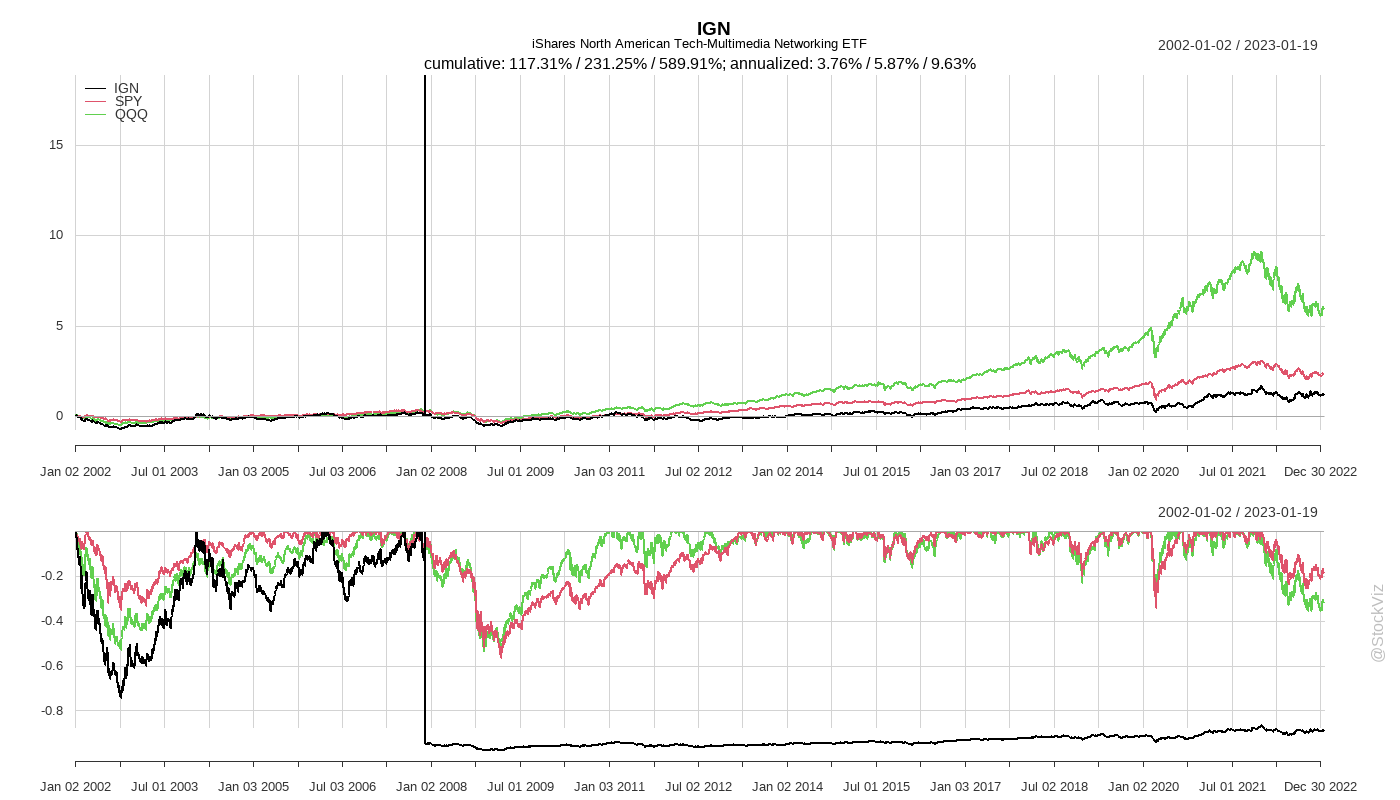 IGN
iShares North American Tech-Multimedia Networking ETF
2002-01-02 / 2023-01-19
cumulative: 117.31% / 231.25% / 589.91%; annualized: 3.76% / 5.87% / 9.63%
IGN
SPY
QQQ
15
10
5
0
Jan 02 2002 Jul 01 2003 Jan 03 2005 Jul 03 2006 Jan 02 2008 Jul 01 2009 Jan 03 2011 Jul 02 2012 Jan 02 2014 Jul 01 2015 Jan 03 2017 Jul 02 2018 Jan 02 2020 Jul 01 2021 Dec 30 2022
2002-01-02 / 2023-01-19
-0.2
-0.4
-0.6
-0.8
Jan 02 2002 Jul 01 2003 Jan 03 2005 Jul 03 2006 Jan 02 2008 Jul 01 2009 Jan 03 2011 Jul 02 2012 Jan 02 2014 Jul 01 2015 Jan 03 2017 Jul 02 2018 Jan 02 2020 Jul 01 2021 Dec 30 2022
@StockViz